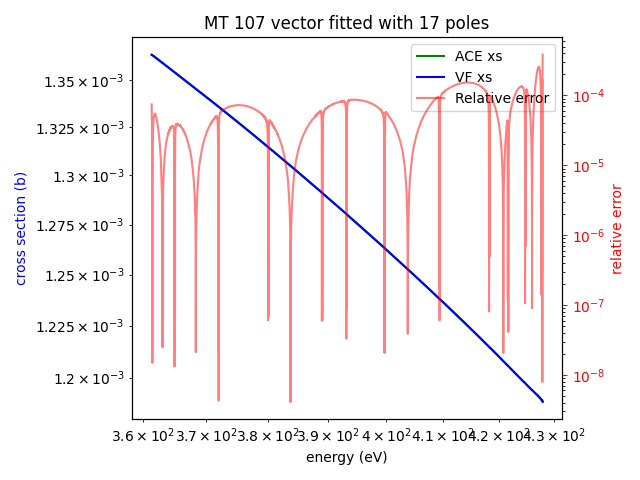 MT 107 vector fitted with 17 poles
ACE xs
VF xs
Relative error
1.35 × 10⁻³
1.325 × 10⁻³
1.3 × 10⁻³
1.275 × 10⁻³
1.25 × 10⁻³
1.225 × 10⁻³
1.2 × 10⁻³
cross section (b)
10⁻⁴
10⁻⁵
10⁻⁶
10⁻⁷
10⁻⁸
relative error
3.6 × 10² 3.7 × 10² 3.8 × 10² 3.9 × 10² 4 × 10² 4.1 × 10² 4.2 × 10² 4.3 × 10²
energy (eV)